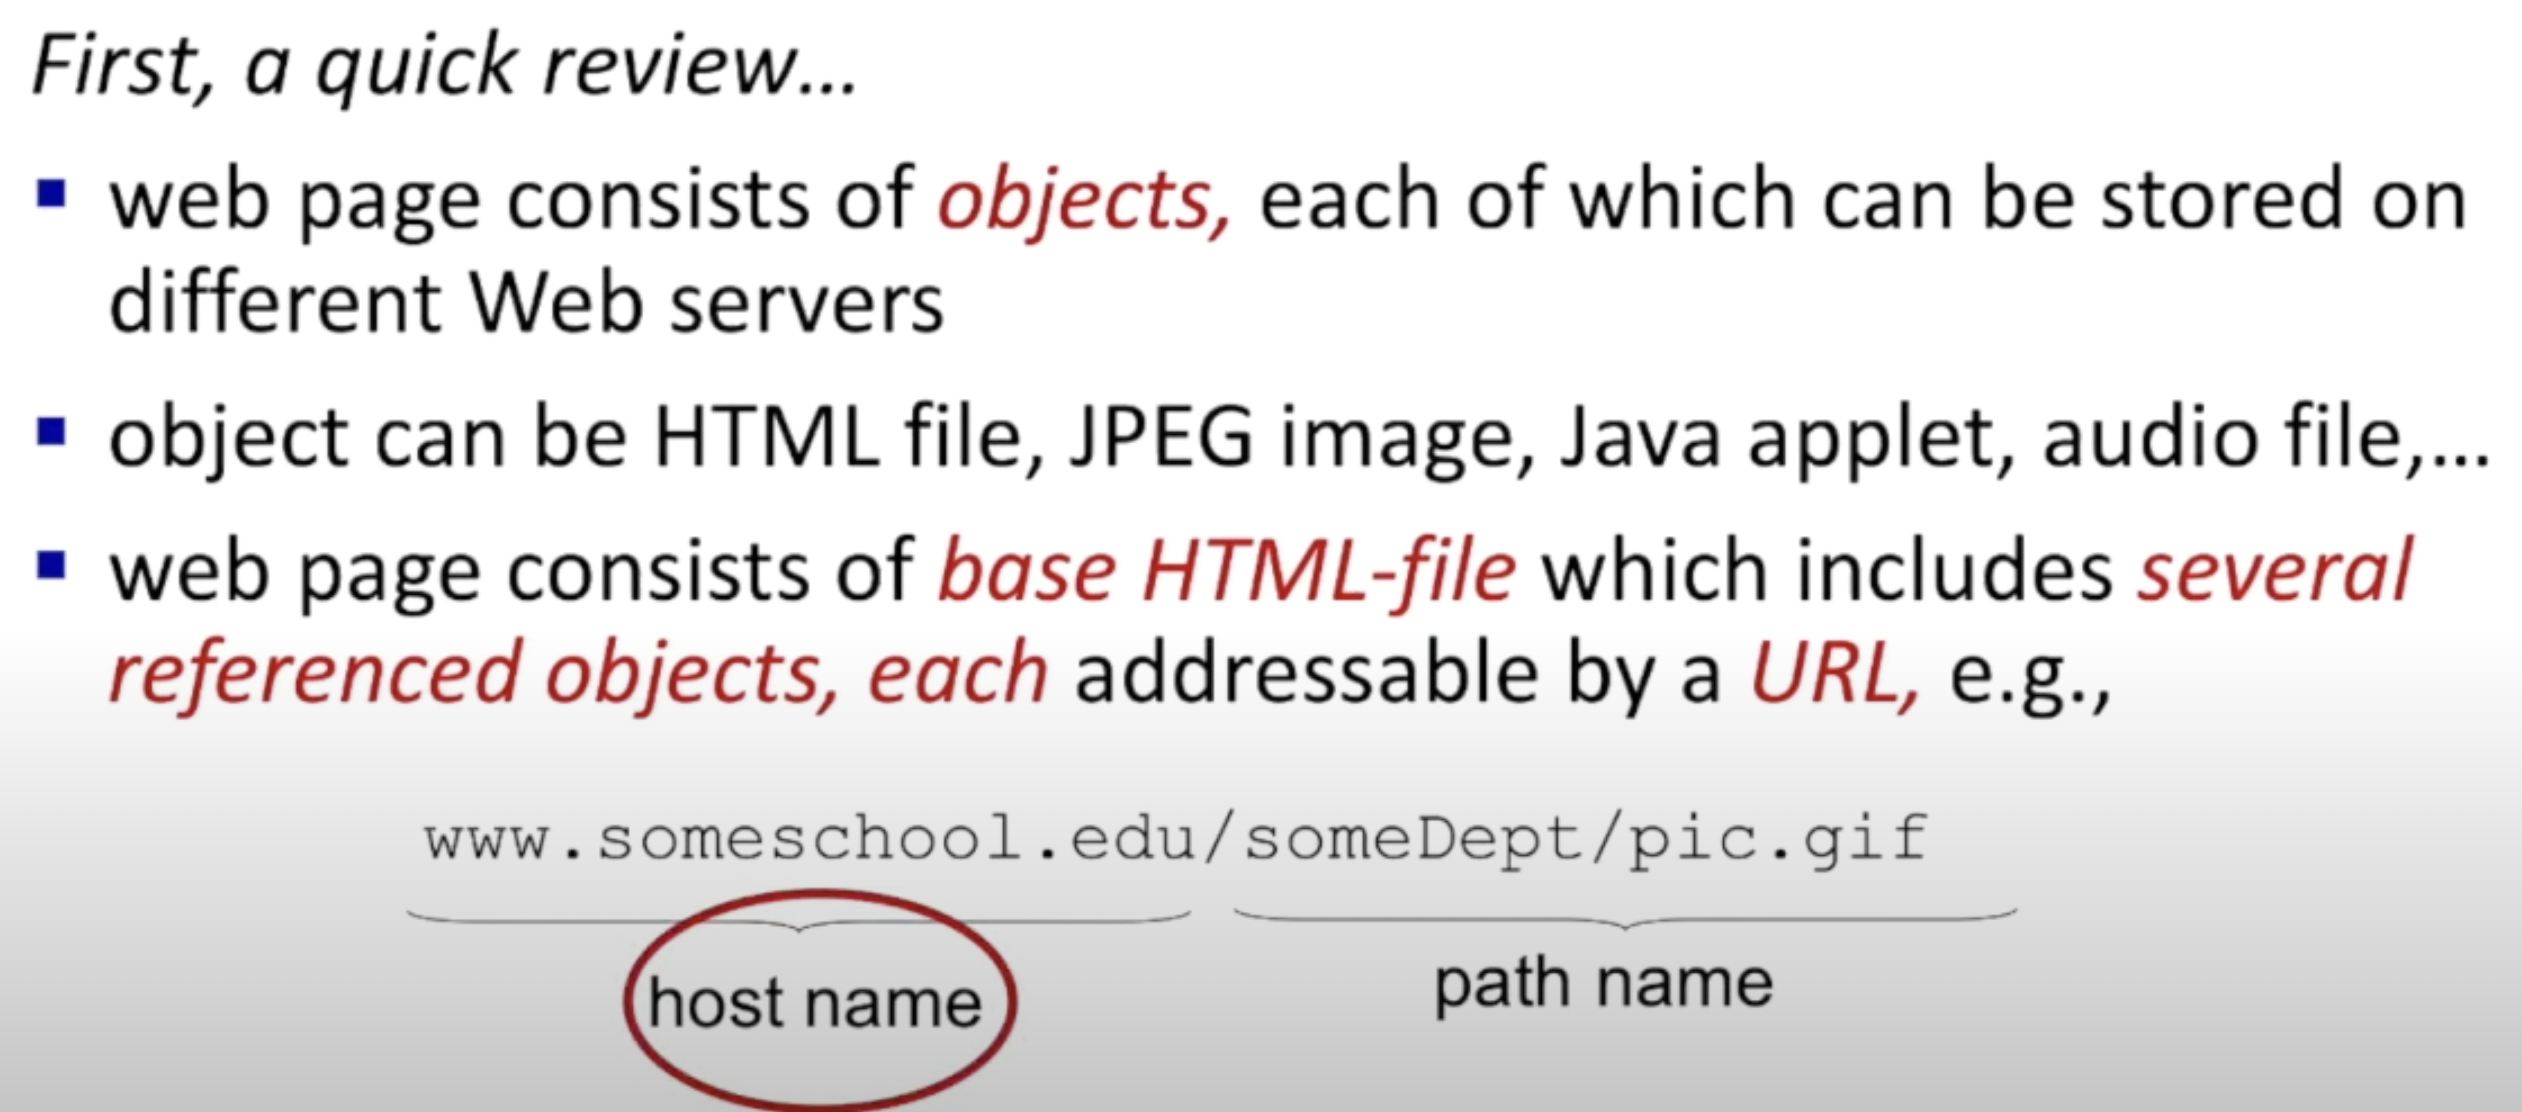 First, a quick review...
web page consists of objects, each of which can be stored on
different Web servers
object can be HTML file, JPEG image, Java applet, audio file,...
web page consists of base HTML-file which includes several
referenced objects, each addressable by a URL, e.g.,
www.someschool.edu/someDept/pic.gif
host name
path name